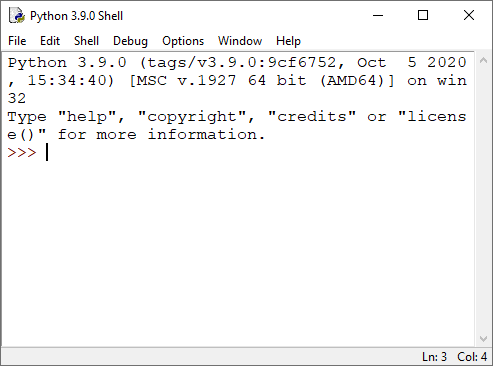 Python 3.9.0 Shell
File Edit Shell Debug Options Window Help
Python 3.9.0 (tags/v3.9.0:9cf6752, Oct  5 2020
, 15:34:40) [MSC v.1927 64 bit (AMD64)] on win
32
Type "help", "copyright", "credits" or "licens
e()" for more information.
>>>
Ln: 3 Col: 4